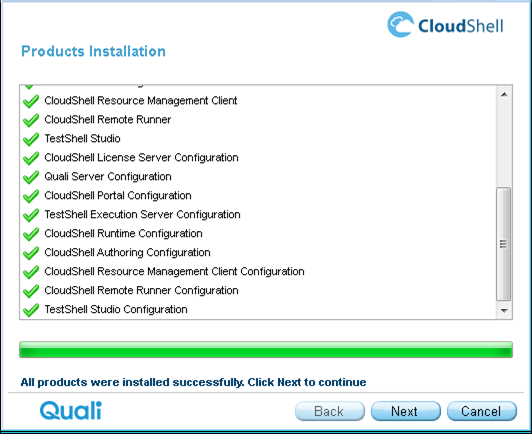 CloudShell
Products Installation
CloudShell Resource Management Client
CloudShell Remote Runner
TestShell Studio
CloudShell License Server Configuration
Quali Server Configuration
CloudShell Portal Configuration
TestShell Execution Server Configuration
CloudShell Runtime Configuration
CloudShell Authoring Configuration
CloudShell Resource Management Client Configuration
CloudShell Remote Runner Configuration
TestShell Studio Configuration
All products were installed successfully. Click Next to continue
Quali Back Next Cancel